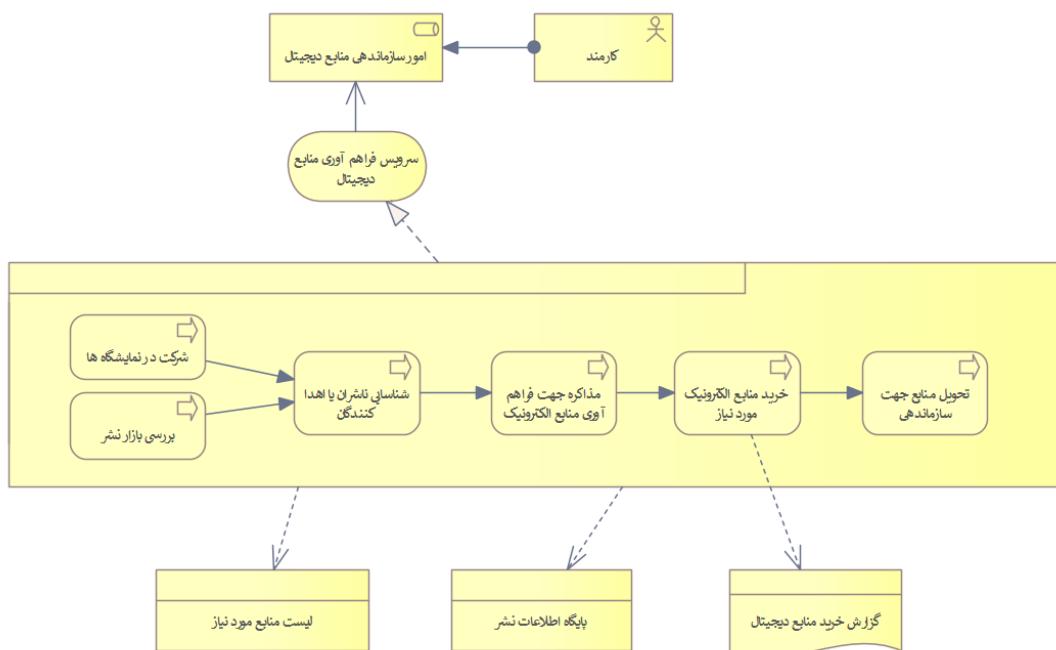 امور سازماندهی منابع دیجیتال
کارمند
سرویس فراهم آوری منابع
دیجیتال
شرکت در نمایشگاه ها
بررسی بازار نشر
شناسایی ناشران یا اهدا
کنندگان
مذاکره جهت فراهم
آوری منابع الکترونیک
خرید منابع الکترونیک
مورد نیاز
تحویل منابع جهت
سازماندهی
لیست منابع مورد نیاز
پایگاه اطلاعات نشر
گزارش خرید منابع دیجیتال